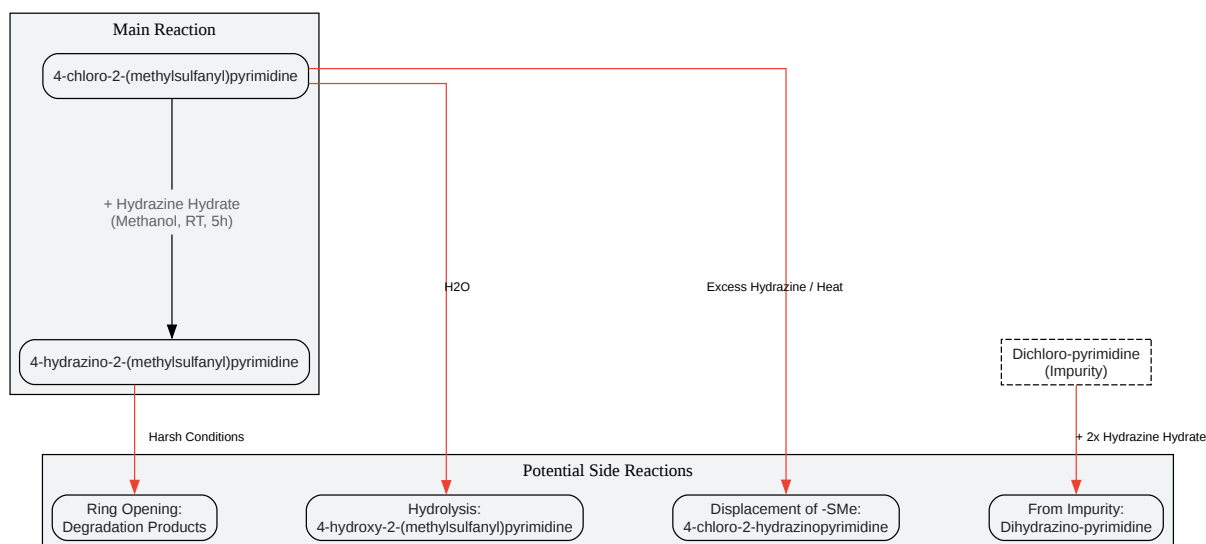 Main Reaction
4-chloro-2-(methylsulfanyl)pyrimidine
+ Hydrazine Hydrate
(Methanol, RT, 5h)
H2O
Excess Hydrazine / Heat
4-hydrazino-2-(methylsulfanyl)pyrimidine
Dichloro-pyrimidine
(Impurity)
Harsh Conditions
+ 2x Hydrazine Hydrate
Potential Side Reactions
Ring Opening:
Degradation Products
Hydrolysis:
4-hydroxy-2-(methylsulfanyl)pyrimidine
Displacement of -SMe:
4-chloro-2-hydrazinopyrimidine
From Impurity:
Dihydrazino-pyrimidine